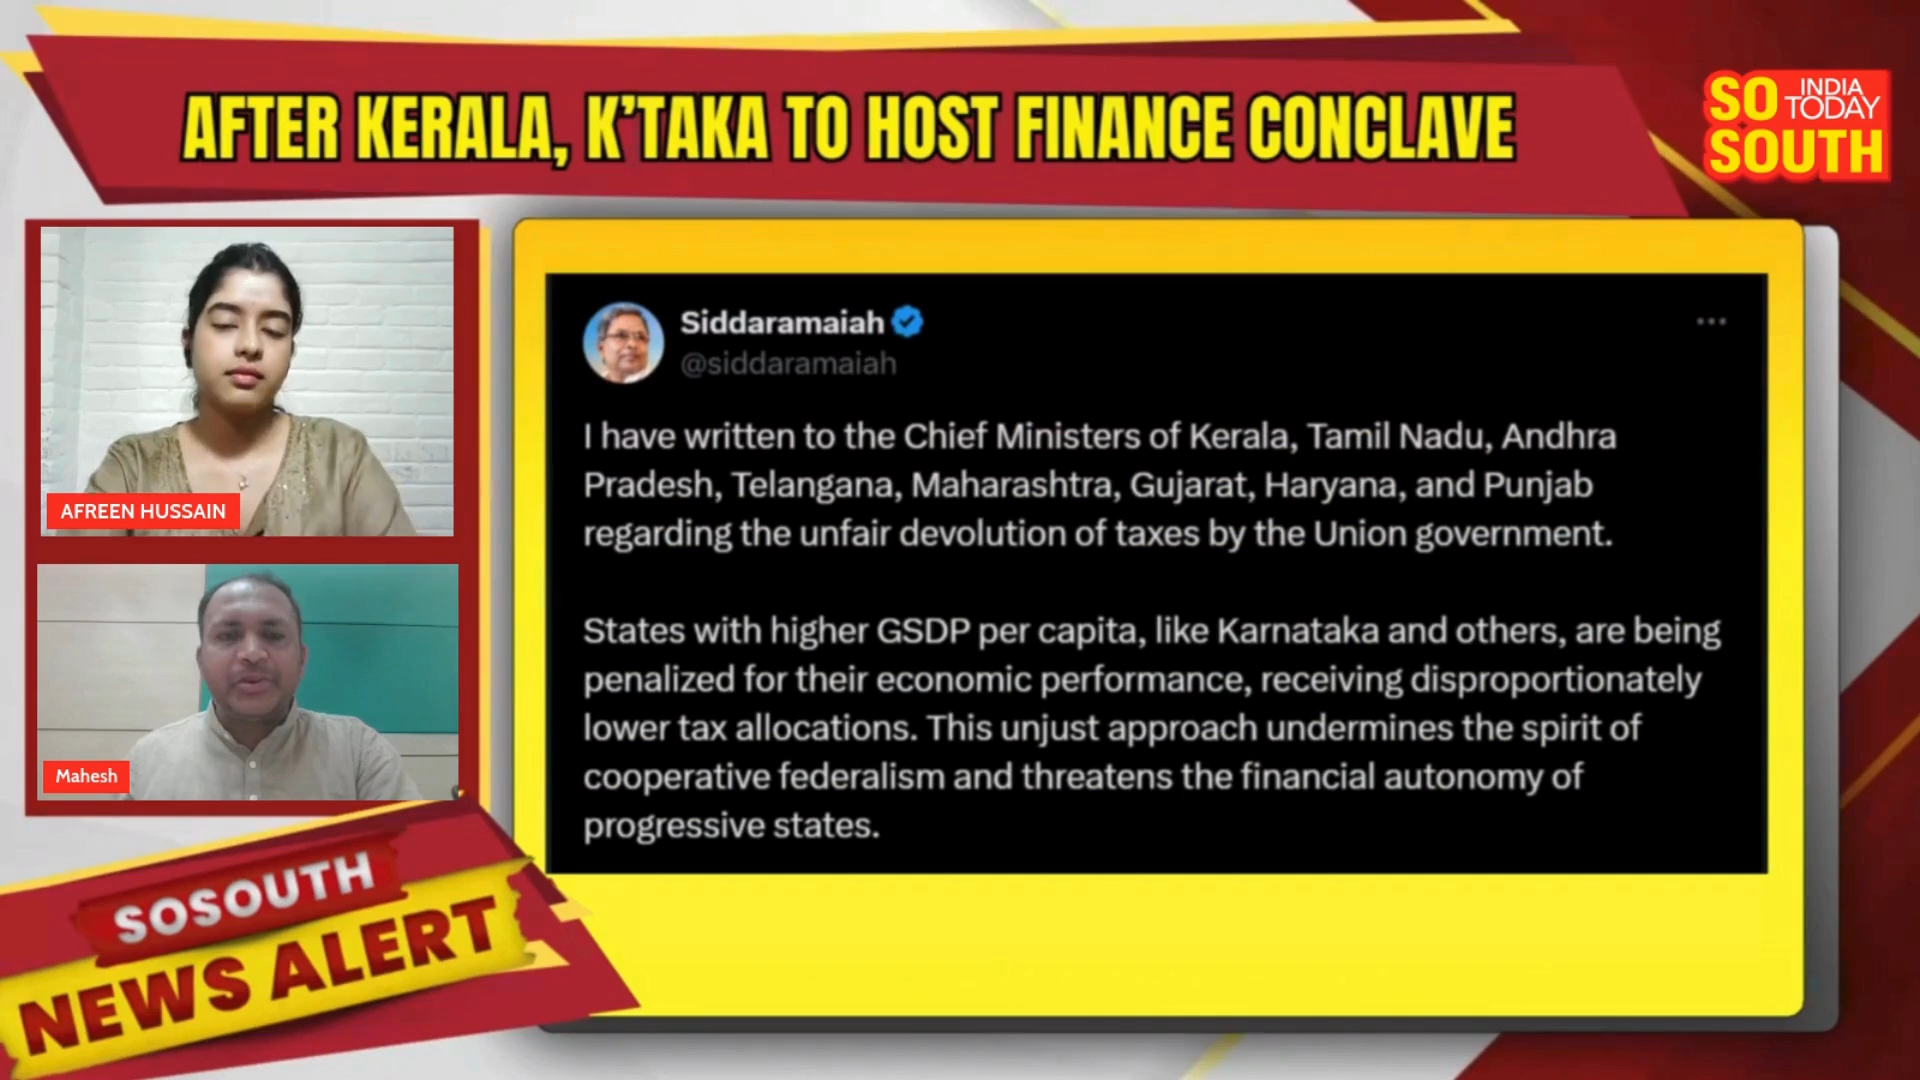 AFTER KERALA, K'TAKA TO HOST FINANCE CONCLAVE
SO INDIA TODAY
SOUTH
AFREEN HUSSAIN
Mahesh
SOSOUTH
NEWS ALERT
Siddaramaiah
@siddaramaiah
I have written to the Chief Ministers of Kerala, Tamil Nadu, Andhra
Pradesh, Telangana, Maharashtra, Gujarat, Haryana, and Punjab
regarding the unfair devolution of taxes by the Union government.
States with higher GSDP per capita, like Karnataka and others, are being
penalized for their economic performance, receiving disproportionately
lower tax allocations. This unjust approach undermines the spirit of
cooperative federalism and threatens the financial autonomy of
progressive states.